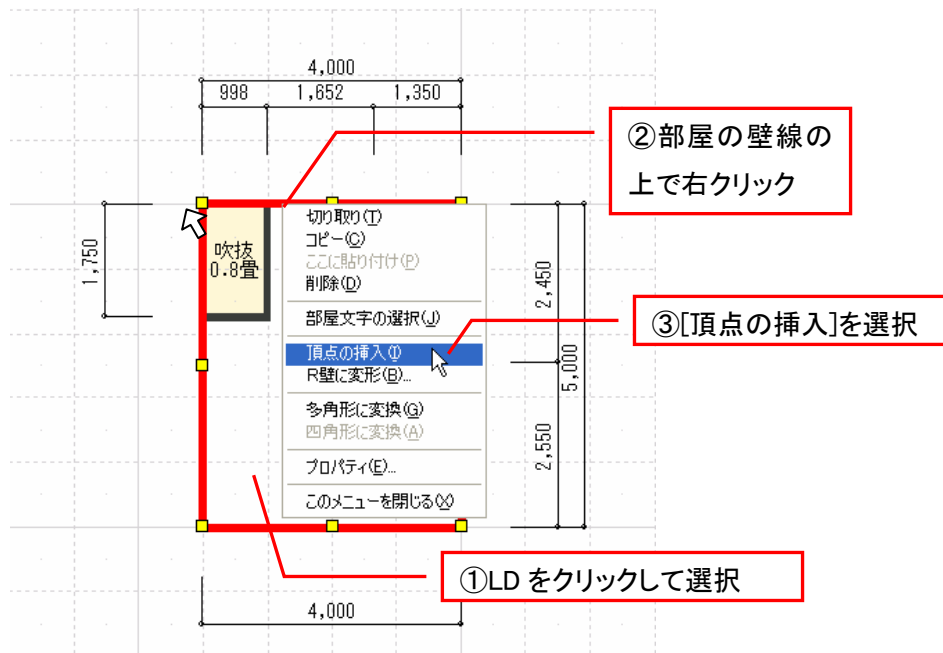 4,000
998 1,652 1,350
②部屋の壁線の
上で右クリック
1,750
吹抜
0.8畳
切り取り(T)
コピー(C)
ここに貼り付け(P)
削除(D)
部屋文字の選択(J)
頂点の挿入(I)
R壁に変形(B)...
多角形に変換(G)
四角形に変換(A)
プロパティ(E)...
このメニューを閉じる(X)
2,450
5,000
2,550
③[頂点の挿入]を選択
①LD をクリックして選択
4,000